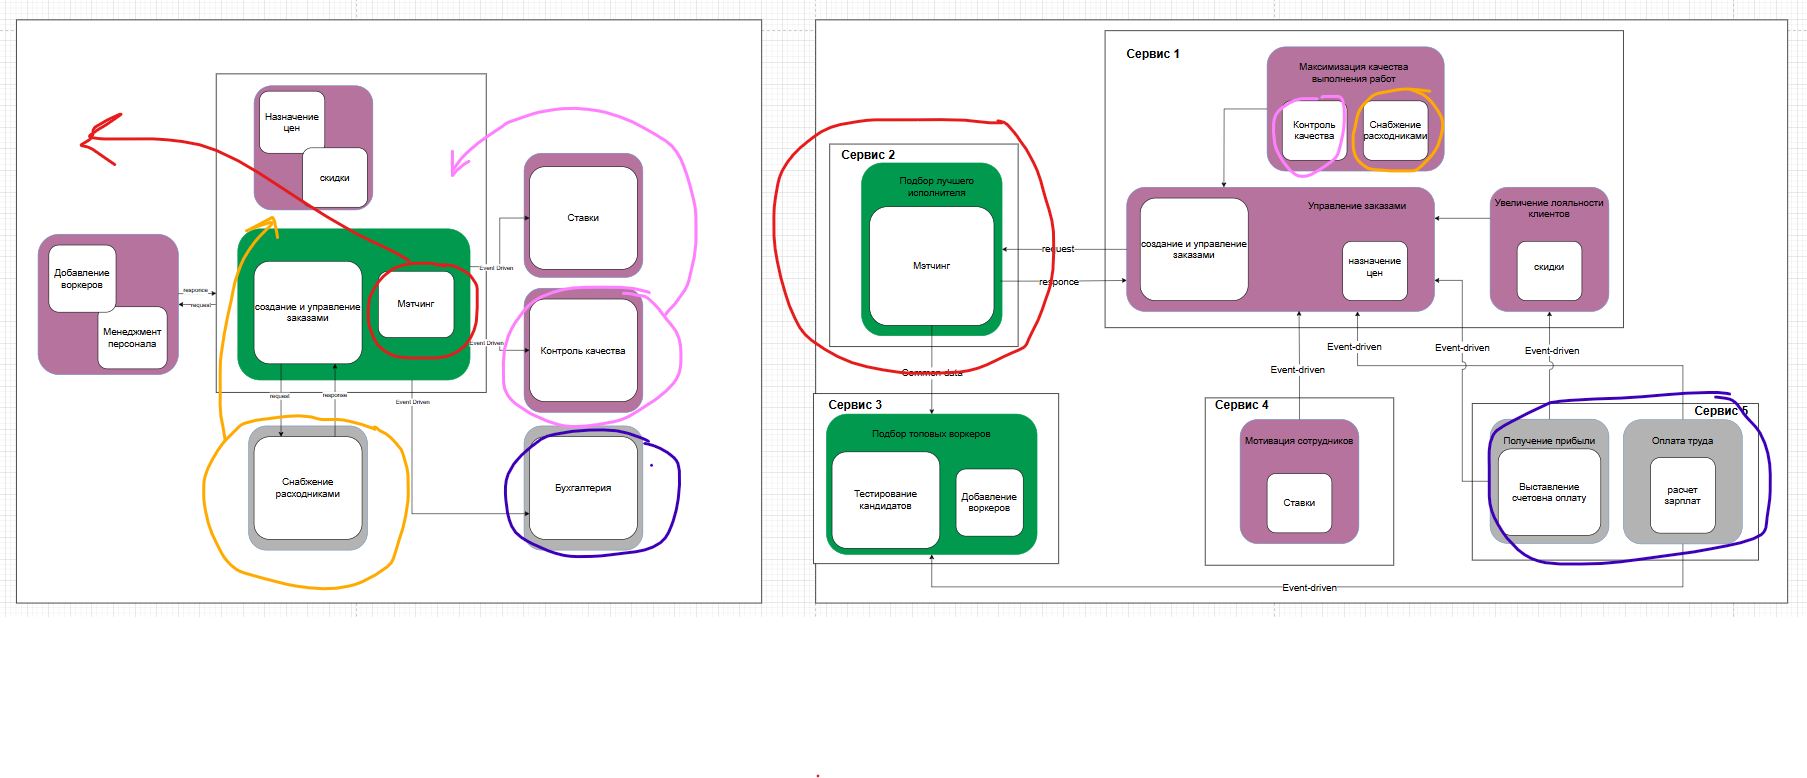 Назначение
цен
скидки
Добавление
воркеров
Менеджмент
персонала
responce
request
создание и управление
заказами
Мэтчинг
Event Driven
Ставки
Event Driven
Контроль качества
request
response
Event Driven
Снабжение
расходниками
Бухгалтерия
Сервис 1
Максимизация качества
выполнения работ
Контроль
качества
Снабжение
расходниками
Сервис 2
Подбор лучшего
исполнителя
Мэтчинг
request
responce
Управление заказами
создание и управление
заказами
назначение
цен
Увеличение лояльности
клиентов
скидки
Event-driven
Event-driven
Event-driven
Event-driven
Common data
Сервис 3
Подбор топовых воркеров
Тестирование
кандидатов
Добавление
воркеров
Сервис 4
Мотивация сотрудников
Ставки
Сервис 5
Получение прибыли
Выставление
счетовна оплату
Оплата труда
расчет
зарплат
Event-driven